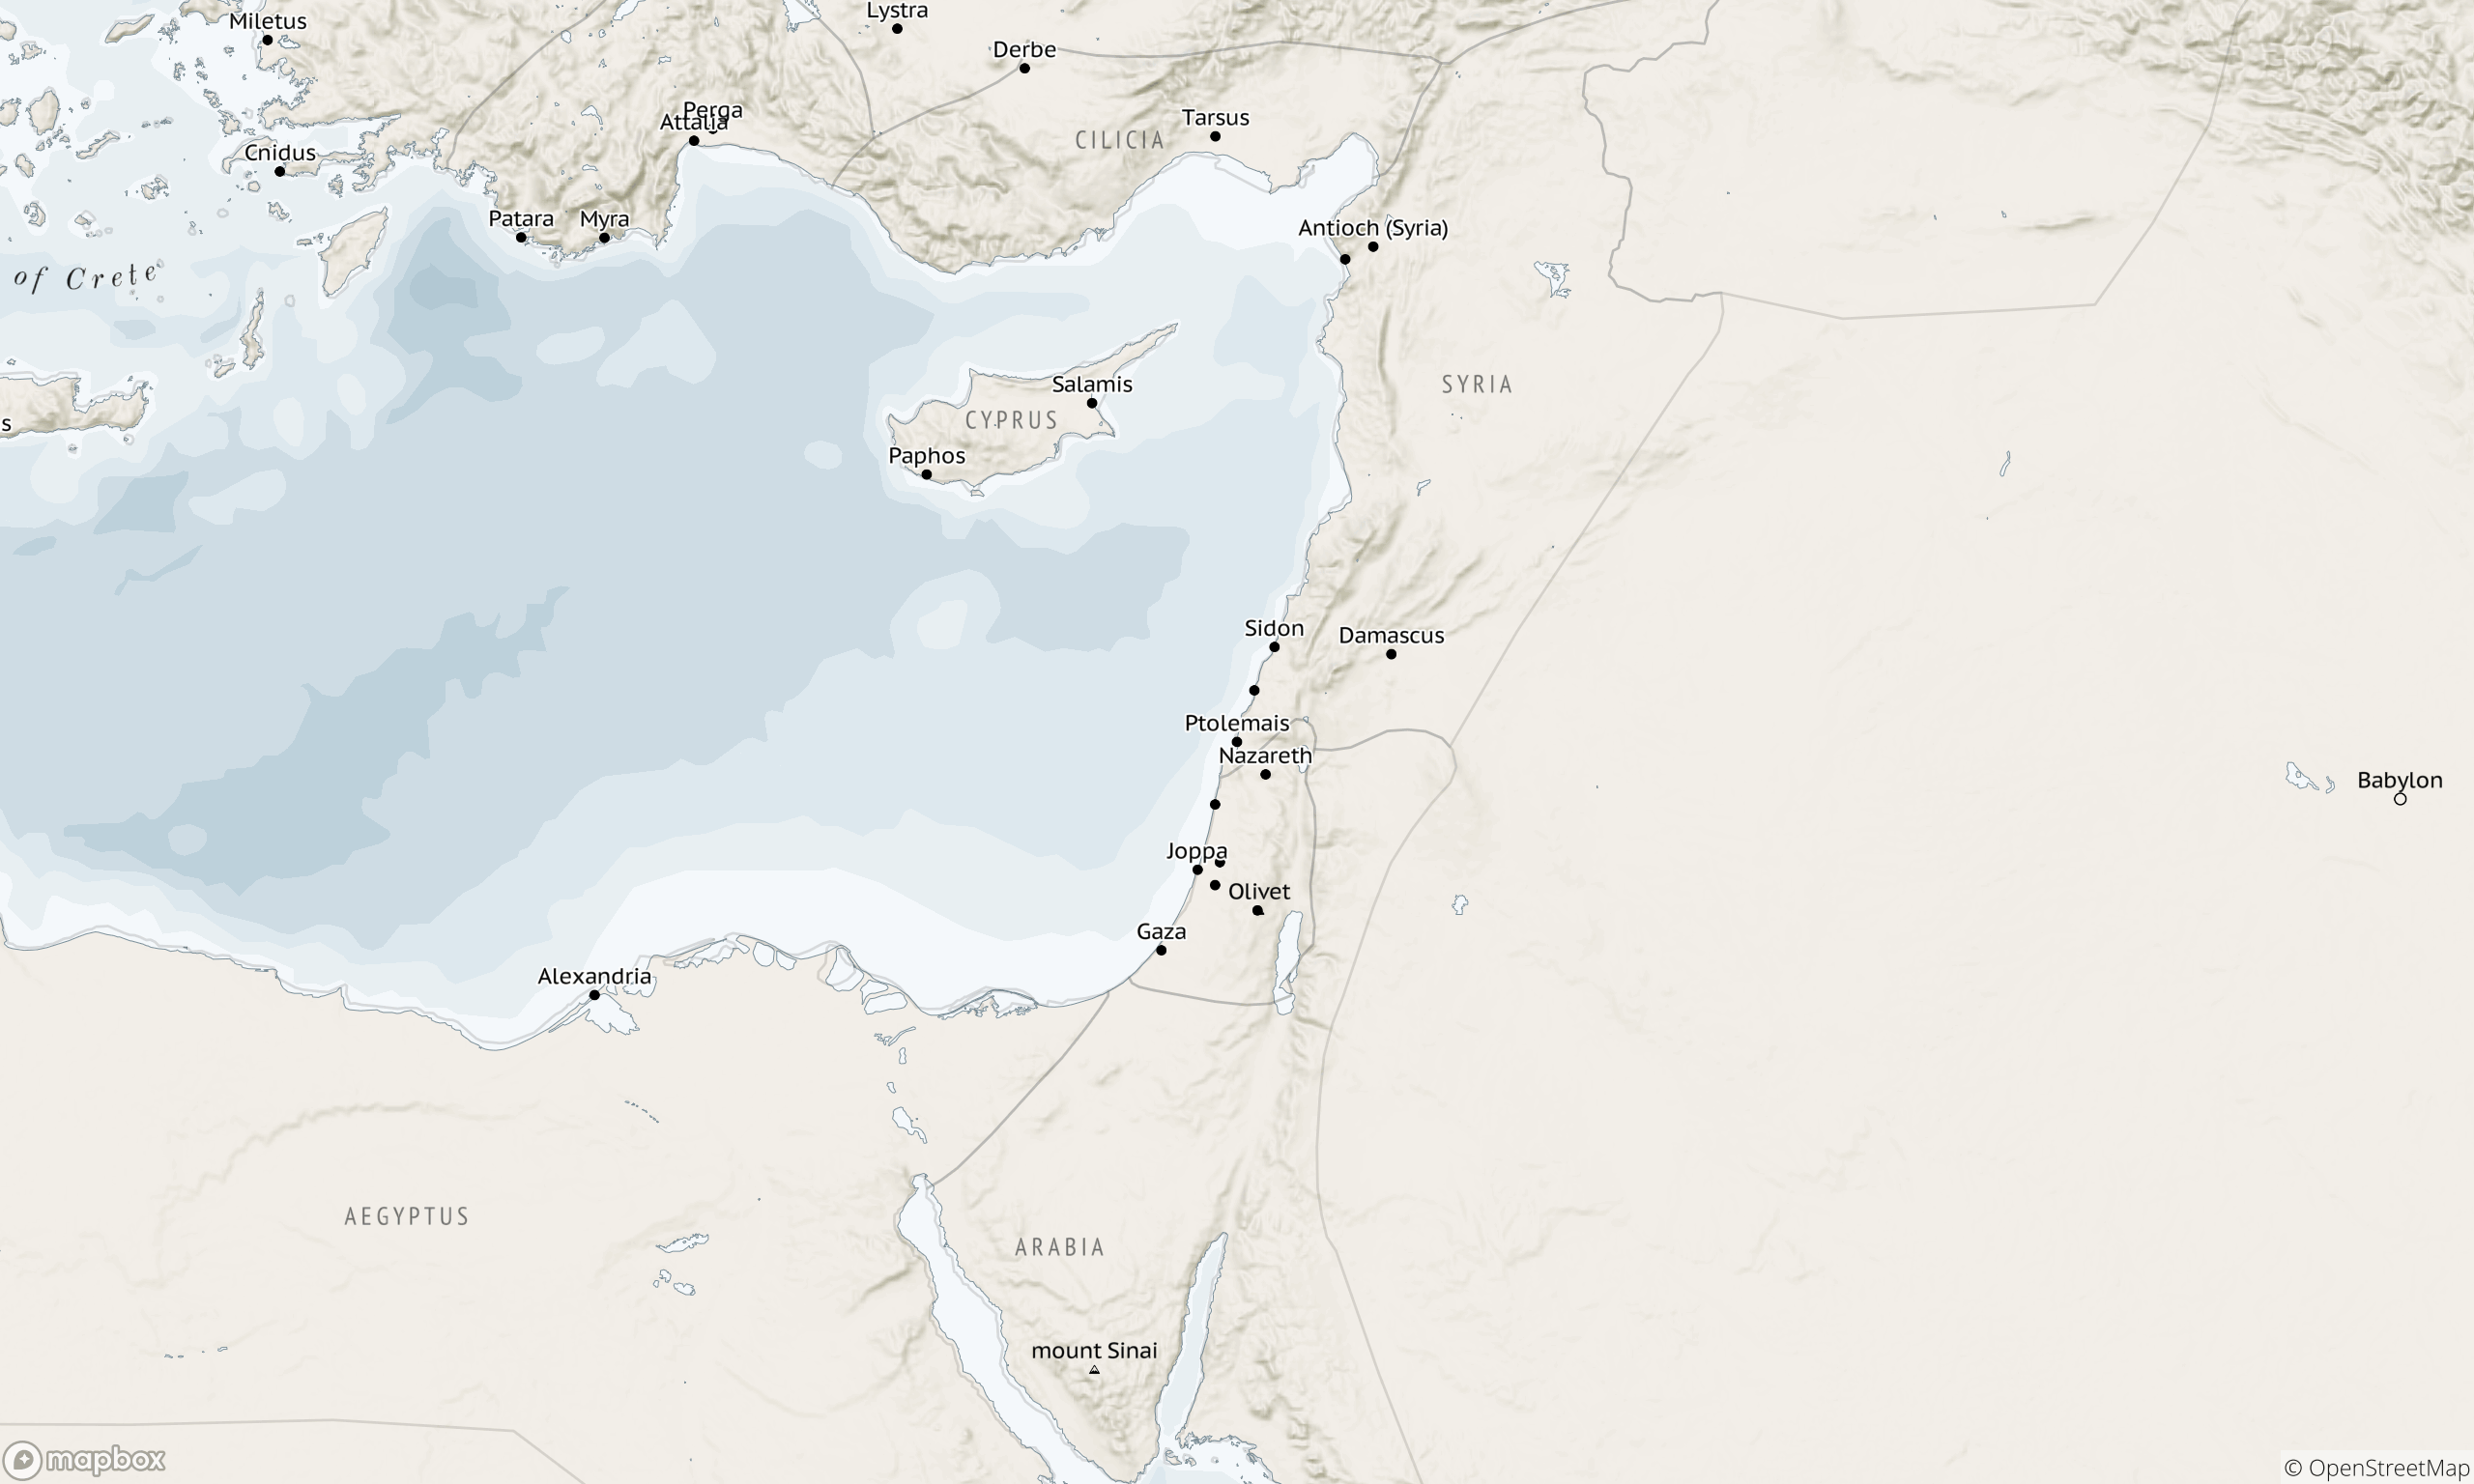 Lystra
Miletus
Derbe
Perga
Attalia
Tarsus
CILICIA
Cnidus
Patara
Myra
Antioch (Syria)
of Crete
Salamis
SYRIA
CYPRUS
s
Paphos
Sidon
Damascus
Ptolemais
Nazareth
Babylon
Joppa
Olivet
Gaza
Alexandria
AEGYPTUS
ARABIA
mount Sinai
mapbox
© OpenStreetMap